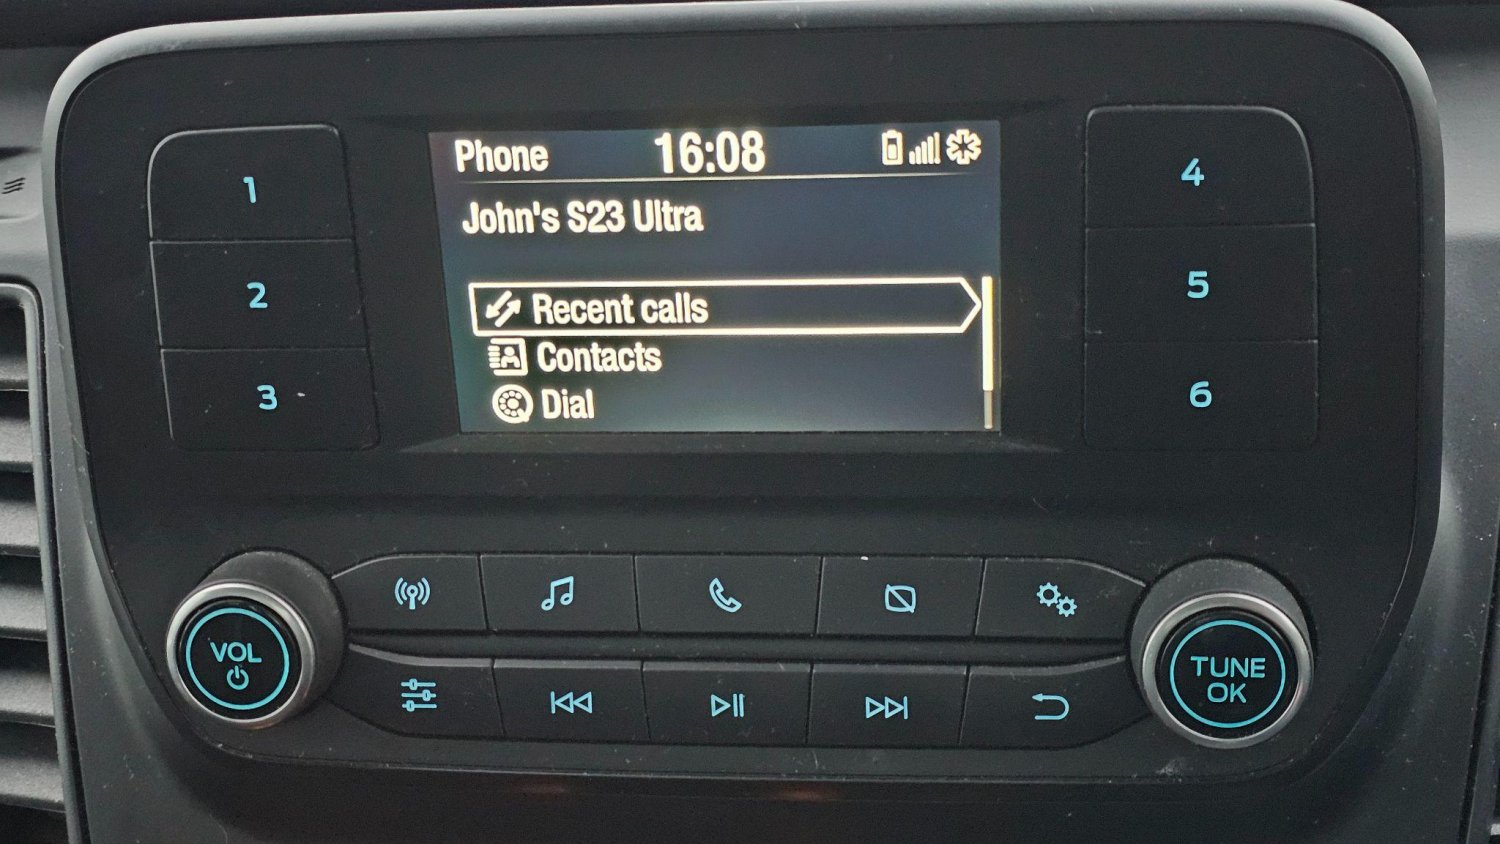 Phone 16:08
John's S23 Ultra
Recent calls
Contacts
Dial
1
2
3
4
5
6
VOL
TUNE
OK